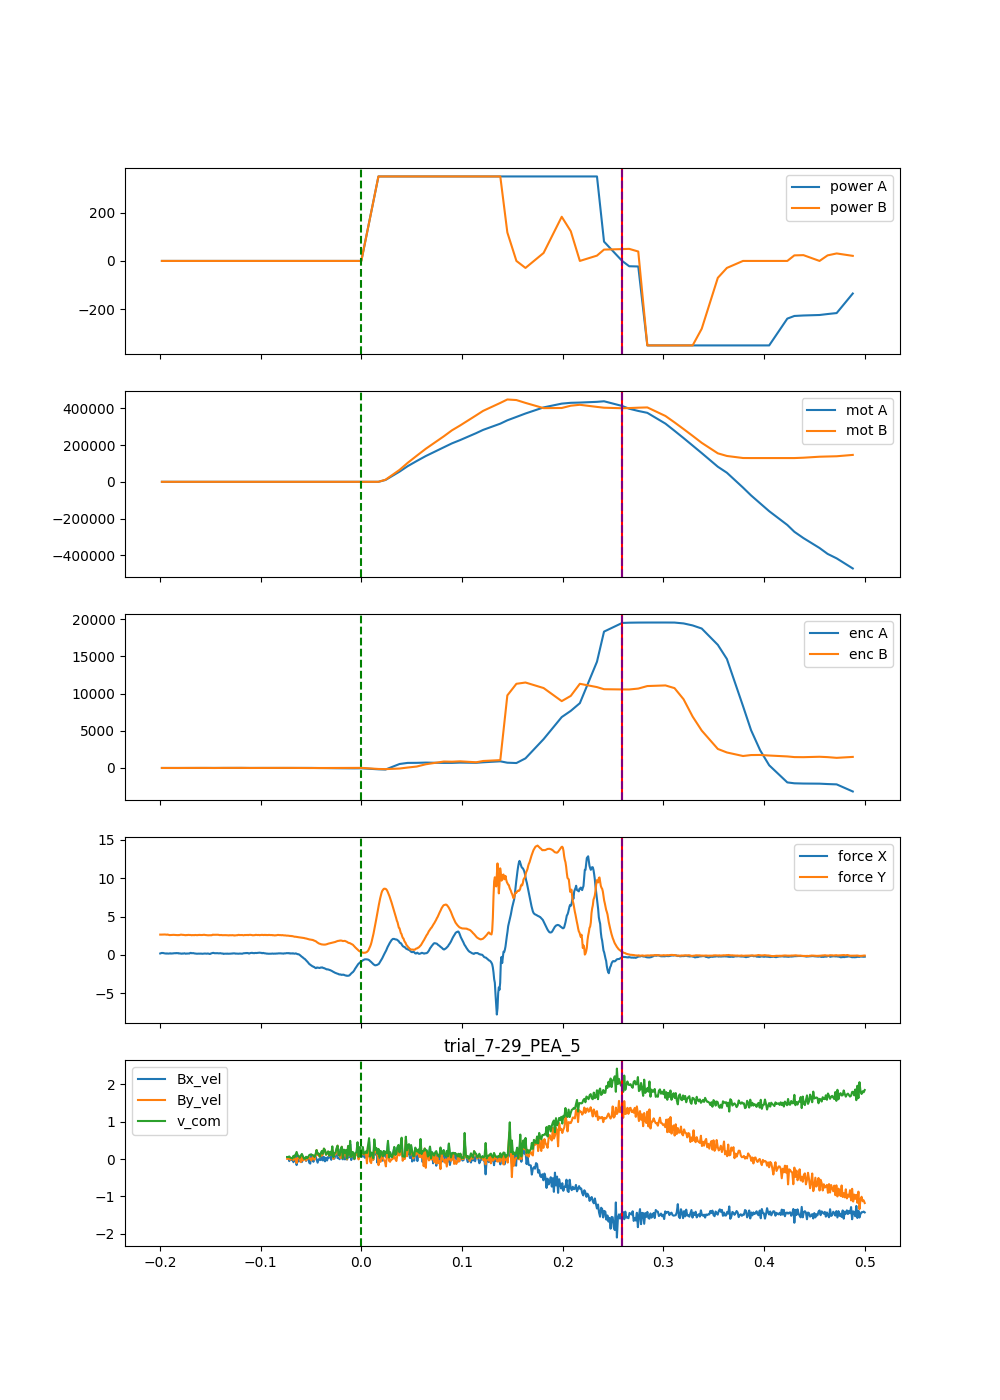 200
0
−200
power A
power B
400000
200000
0
−200000
−400000
mot A
mot B
20000
15000
10000
5000
0
enc A
enc B
15
10
5
0
−5
force X
force Y
trial_7-29_PEA_5
2
1
0
−1
−2
Bx_vel
By_vel
v_com
−0.2 −0.1 0.0 0.1 0.2 0.3 0.4 0.5